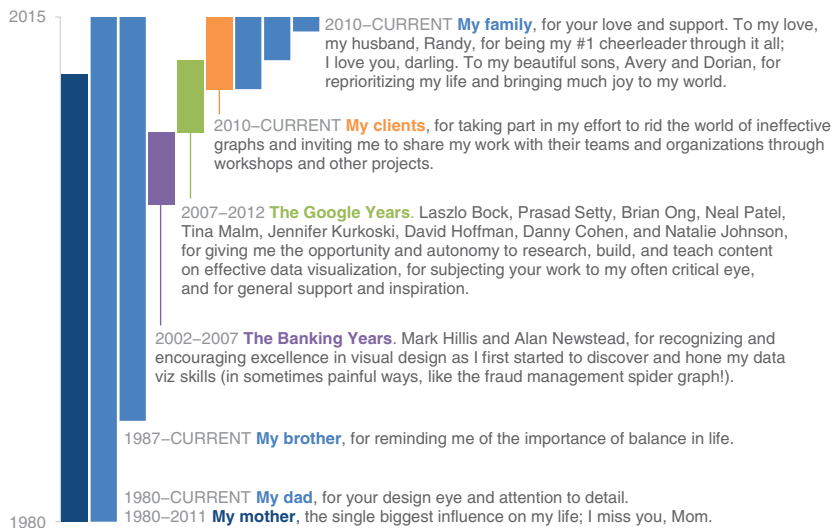 2015
2010–CURRENT My family, for your love and support. To my love,
my husband, Randy, for being my #1 cheerleader through it all;
I love you, darling. To my beautiful sons, Avery and Dorian, for
reprioritizing my life and bringing much joy to my world.
2010–CURRENT My clients, for taking part in my effort to rid the world of ineffective
graphs and inviting me to share my work with their teams and organizations through
workshops and other projects.
2007–2012 The Google Years. Laszlo Bock, Prasad Setty, Brian Ong, Neal Patel,
Tina Malm, Jennifer Kurkoski, David Hoffman, Danny Cohen, and Natalie Johnson,
for giving me the opportunity and autonomy to research, build, and teach content
on effective data visualization, for subjecting your work to my often critical eye,
and for general support and inspiration.
2002–2007 The Banking Years. Mark Hillis and Alan Newstead, for recognizing and
encouraging excellence in visual design as I first started to discover and hone my data
viz skills (in sometimes painful ways, like the fraud management spider graph!).
1987–CURRENT My brother, for reminding me of the importance of balance in life.
1980–CURRENT My dad, for your design eye and attention to detail.
1980–2011 My mother, the single biggest influence on my life; I miss you, Mom.
1980